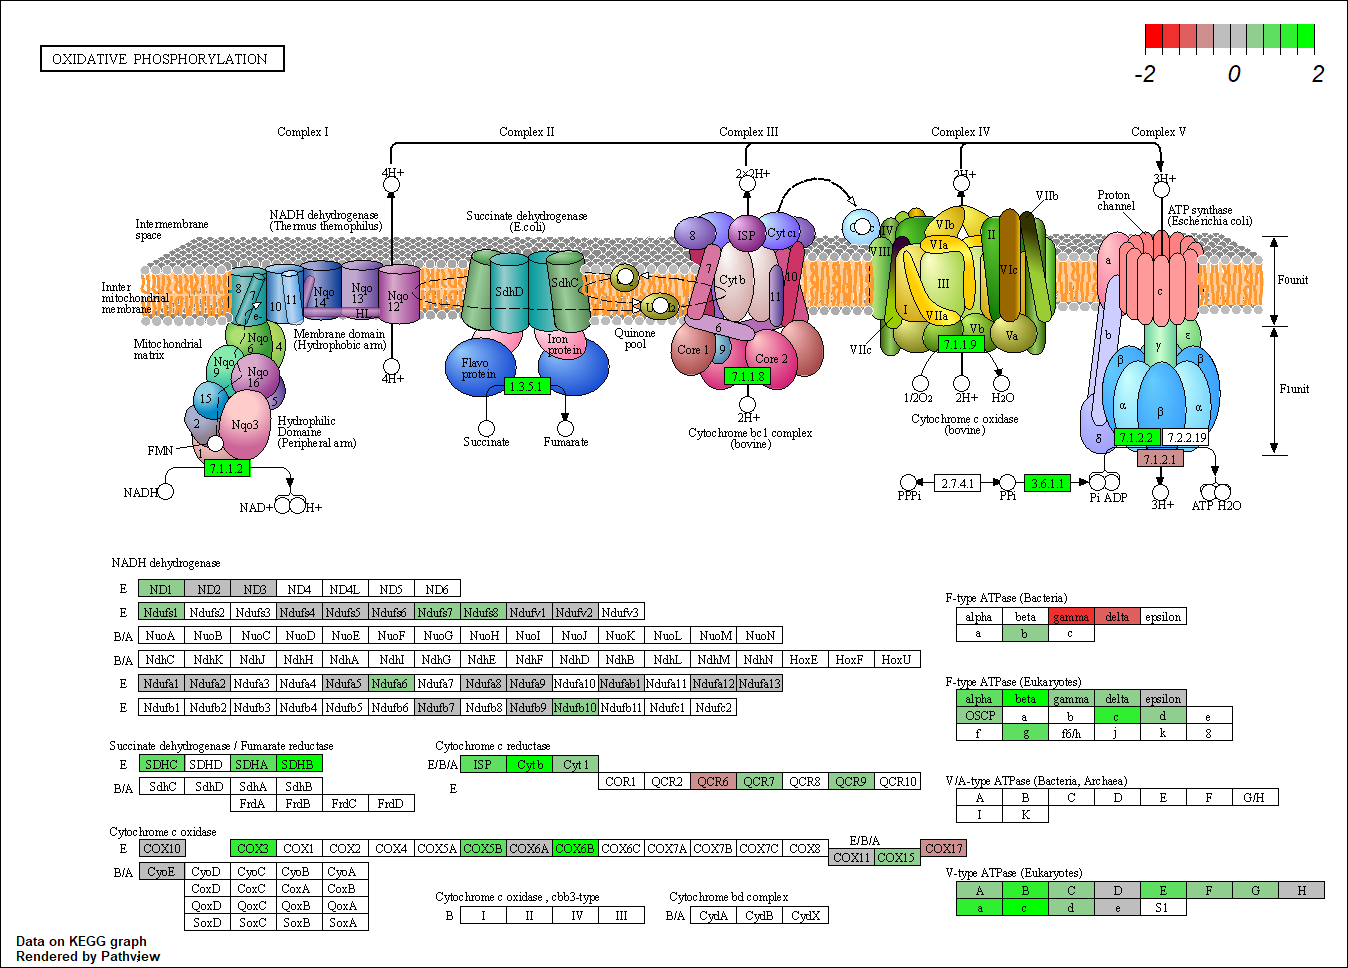 OXIDATIVE PHOSPHORYLATION
-2 0 2
Complex I Complex II Complex III Complex IV Complex V
4H+ 2×2H+ 2H+ 3H+
NADH dehydrogenase
(Thermus themophilus)
Succinate dehydrogenase
(E.coli)
Proton
channel
ATP synthase
(Escherichia coli)
Intermembrane
space
Innter
mitochondrial
membrane
Mitochondrial
matrix
8 e- 10 11 Nqo 14 Nqo 13 HL Nqo 12
Membrane domain
(Hydrophobic arm)
Nqo 6 4 Nqo 9 Nqo 16 15 5 2 Nqo3 1
Hydrophilic
Domaine
(Peripheral arm)
FMN
7.1.1.2
NADH
NAD+ H+
4H+
SdhD SdhC
Flavo
protein
Iron
protein
1.3.5.1
Succinate Fumarate
Quinone
pool
8 ISP Cyt c1 7 Cyt b 10 11 6 Core 1 9 Core 2
7.1.1.8
2H+
Cytochrome bc1 complex
(bovine)
IV VIb VIIb VIII VIa II VIc III I VIIa Vb Va VIIc
7.1.1.9
1/2O2 2H+ H2O
Cytochrome c oxidase
(bovine)
a c b γ ε β β α β α δ
F0unit
F1unit
7.1.2.2 7.2.2.19
7.1.2.1
PPPi 2.7.4.1 PPi 3.6.1.1 Pi ADP 3H+ ATP H2O
NADH dehydrogenase
E ND1 ND2 ND3 ND4 ND4L ND5 ND6
E Ndufs1 Ndufs2 Ndufs3 Ndufs4 Ndufs5 Ndufs6 Ndufs7 Ndufs8 Ndufv1 Ndufv2 Ndufv3
B/A NuoA NuoB NuoC NuoD NuoE NuoF NuoG NuoH NuoI NuoJ NuoK NuoL NuoM NuoN
B/A NdhC NdhK NdhJ NdhH NdhA NdhI NdhG NdhE NdhF NdhD NdhB NdhL NdhM NdhN HoxE HoxF HoxU
E Ndufa1 Ndufa2 Ndufa3 Ndufa4 Ndufa5 Ndufa6 Ndufa7 Ndufa8 Ndufa9 Ndufa10 Ndufab1 Ndufa11 Ndufa12 Ndufa13
E Ndufb1 Ndufb2 Ndufb3 Ndufb4 Ndufb5 Ndufb6 Ndufb7 Ndufb8 Ndufb9 Ndufb10 Ndufb11 Ndufc1 Ndufc2
Succinate dehydrogenase / Fumarate reductase
E SDHC SDHD SDHA SDHB
B/A SdhC SdhD SdhA SdhB
FrdA FrdB FrdC FrdD
Cytochrome c reductase
E/B/A ISP Cyt b Cyt 1
E COR1 QCR2 QCR6 QCR7 QCR8 QCR9 QCR10
Cytochrome c oxidase
E COX10 COX3 COX1 COX2 COX4 COX5A COX5B COX6A COX6B COX6C COX7A COX7B COX7C COX8
E/B/A
COX11 COX15 COX17
B/A CyoE CyoD CyoC CyoB CyoA
CoxD CoxC CoxA CoxB
QoxD QoxC QoxB QoxA
SoxD SoxC SoxB SoxA
Cytochrome c oxidase , cbb3-type
B I II IV III
Cytochrome bd complex
B/A CydA CydB CydX
F-type ATPase (Bacteria)
alpha beta gamma delta epsilon
a b c
F-type ATPase (Eukaryotes)
alpha beta gamma delta epsilon
OSCP a b c d e
f g f6/h j k 8
V/A-type ATPase (Bacteria, Archaea)
A B C D E F G/H
I K
V-type ATPase (Eukaryotes)
A B C D E F G H
a c d e S1
Data on KEGG graph
Rendered by Pathview